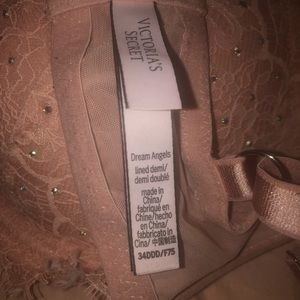 VICTORIA'S
SECRET
Dream Angels
lined demi/
demi doublé
made in
China/
fabriqué en
Chine/hecho
en China/
fabbricato in
Cina/ 中国制造
34DDD/F75